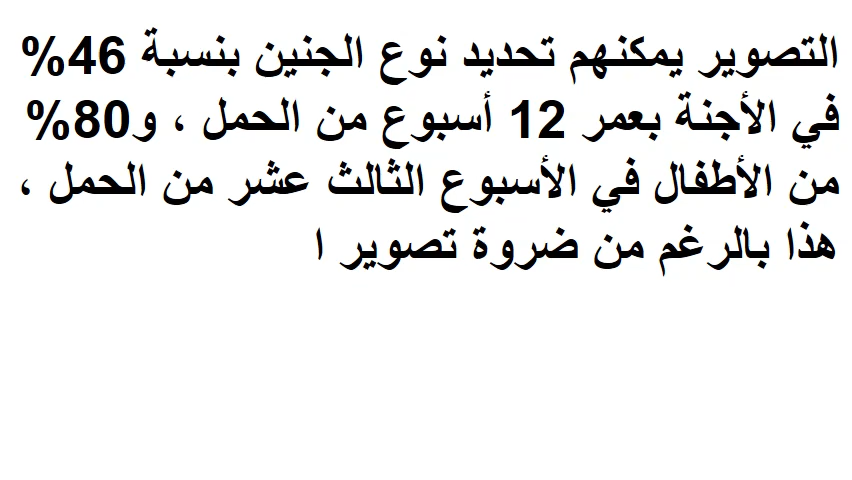 التصوير يمكنهم تحديد نوع الجنين بنسبة 46%
في الأجنة بعمر 12 أسبوع من الحمل ، و80%
من الأطفال في الأسبوع الثالث عشر من الحمل ،
هذا بالرغم من ضروة تصوير ا